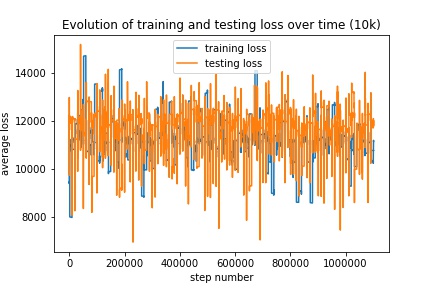 Evolution of training and testing loss over time (10k)
training loss
testing loss
14000
12000
10000
8000
average loss
0
200000
400000
600000
800000
1000000
step number